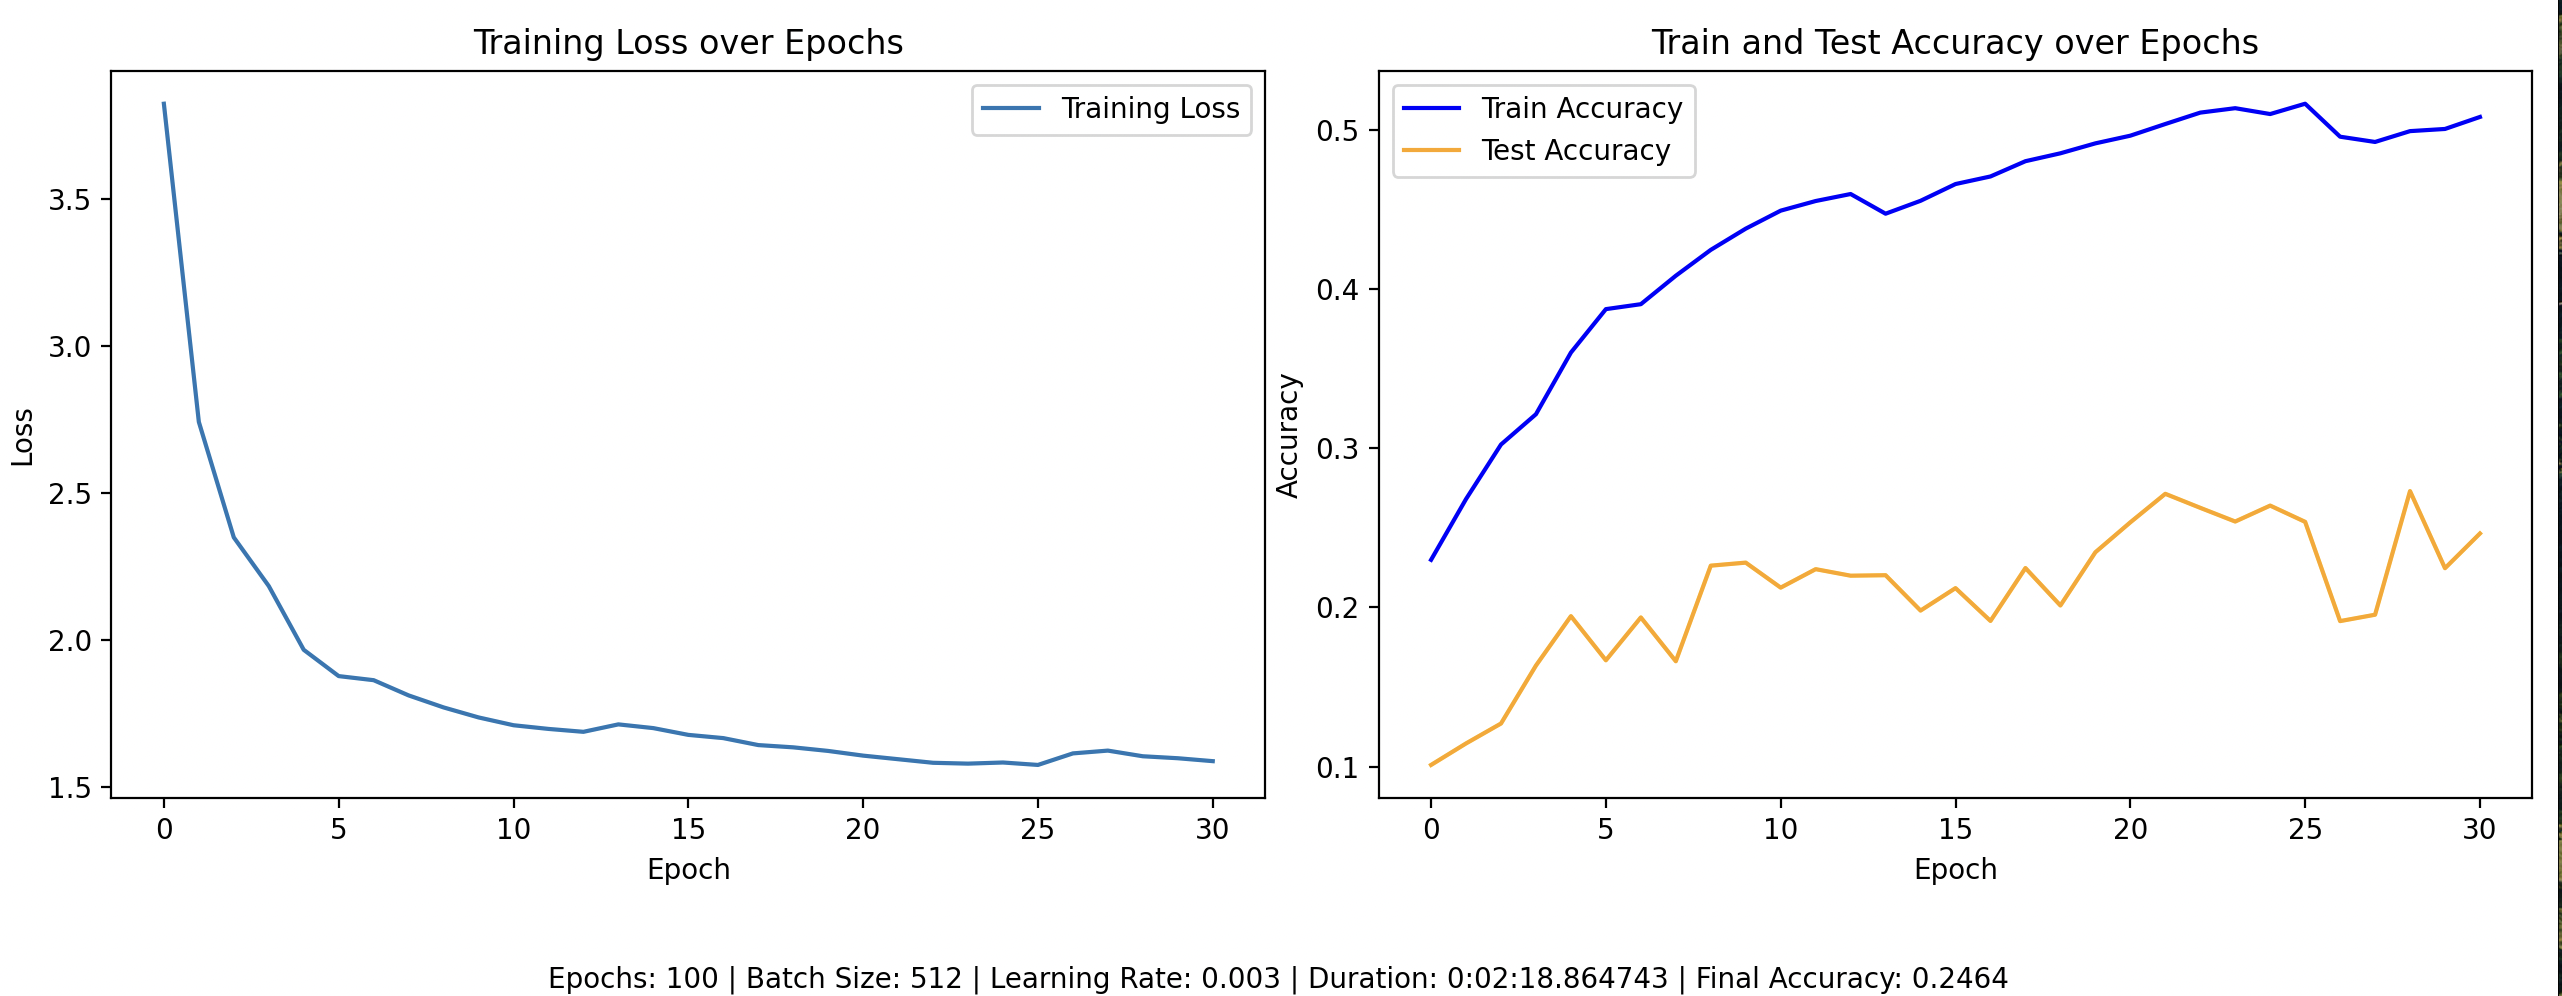 Training Loss over Epochs
Training Loss
3.5
3.0
2.5
2.0
1.5
Loss
0 5 10 15 20 25 30
Epoch
Train and Test Accuracy over Epochs
Train Accuracy
Test Accuracy
0.5
0.4
0.3
0.2
0.1
Accuracy
0 5 10 15 20 25 30
Epoch
Epochs: 100 | Batch Size: 512 | Learning Rate: 0.003 | Duration: 0:02:18.864743 | Final Accuracy: 0.2464